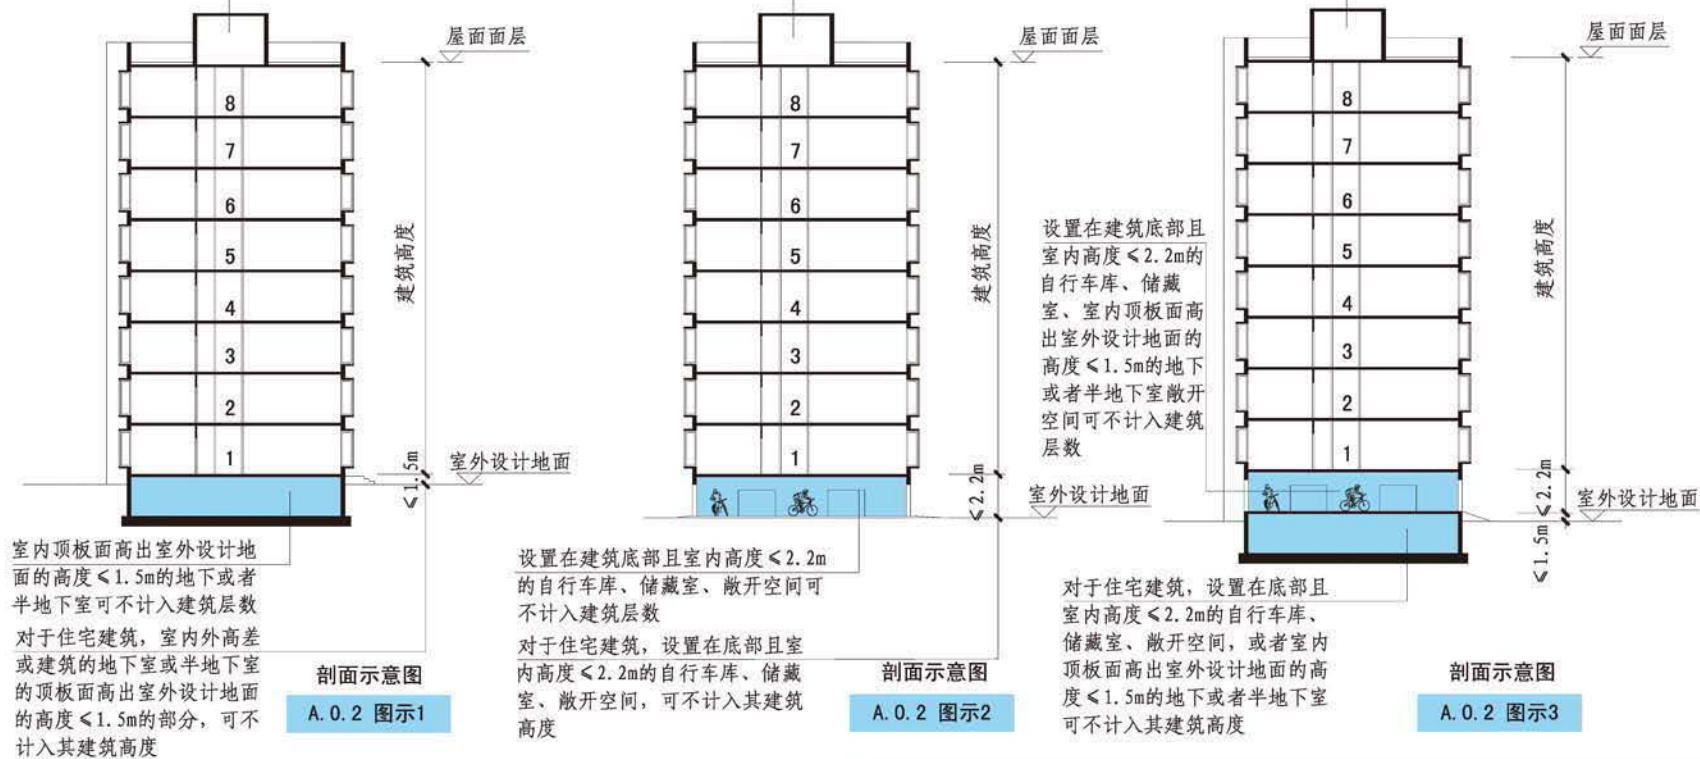 屋面面层
8
7
6
5
4
3
2
1
建筑高度
≤1.5m
室外设计地面
室内顶板面高出室外设计地
面的高度≤1.5m的地下或者
半地下室可不计入建筑层数
对于住宅建筑，室内外高差
或建筑的地下室或半地下室
的顶板面高出室外设计地面
的高度≤1.5m的部分，可不
计入其建筑高度
剖面示意图
A.0.2 图示1
屋面面层
8
7
6
5
4
3
2
1
建筑高度
≤2.2m
室外设计地面
设置在建筑底部且室内高度≤2.2m
的自行车库、储藏室、敞开空间可
不计入建筑层数
对于住宅建筑，设置在底部且室
内高度≤2.2m的自行车库、储藏
室、敞开空间，可不计入其建筑
高度
剖面示意图
A.0.2 图示2
屋面面层
8
7
6
5
4
3
2
1
建筑高度
设置在建筑底部且
室内高度≤2.2m的
自行车库、储藏
室、室内顶板面高
出室外设计地面的
高度≤1.5m的地下
或者半地下室敞开
空间可不计入建筑
层数
≤2.2m
室外设计地面
≤1.5m
对于住宅建筑，设置在底部且
室内高度≤2.2m的自行车库、
储藏室、敞开空间，或者室内
顶板面高出室外设计地面的高
度≤1.5m的地下或者半地下室
可不计入其建筑高度
剖面示意图
A.0.2 图示3